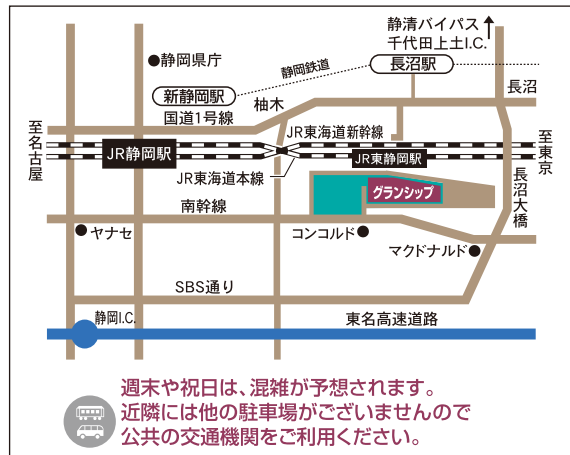 静清バイパス
千代田上土I.C.
静岡県庁
静岡鉄道
長沼駅
新静岡駅
長沼
柚木
国道1号線
JR東海道新幹線
至名古屋
JR静岡駅
JR東静岡駅
至東京
JR東海道本線
グランシップ
長沼大橋
南幹線
ヤナセ
コンコルド
マクドナルド
SBS通り
静岡I.C.
東名高速道路
週末や祝日は、混雑が予想されます。
近隣には他の駐車場がございませんので
公共の交通機関をご利用ください。